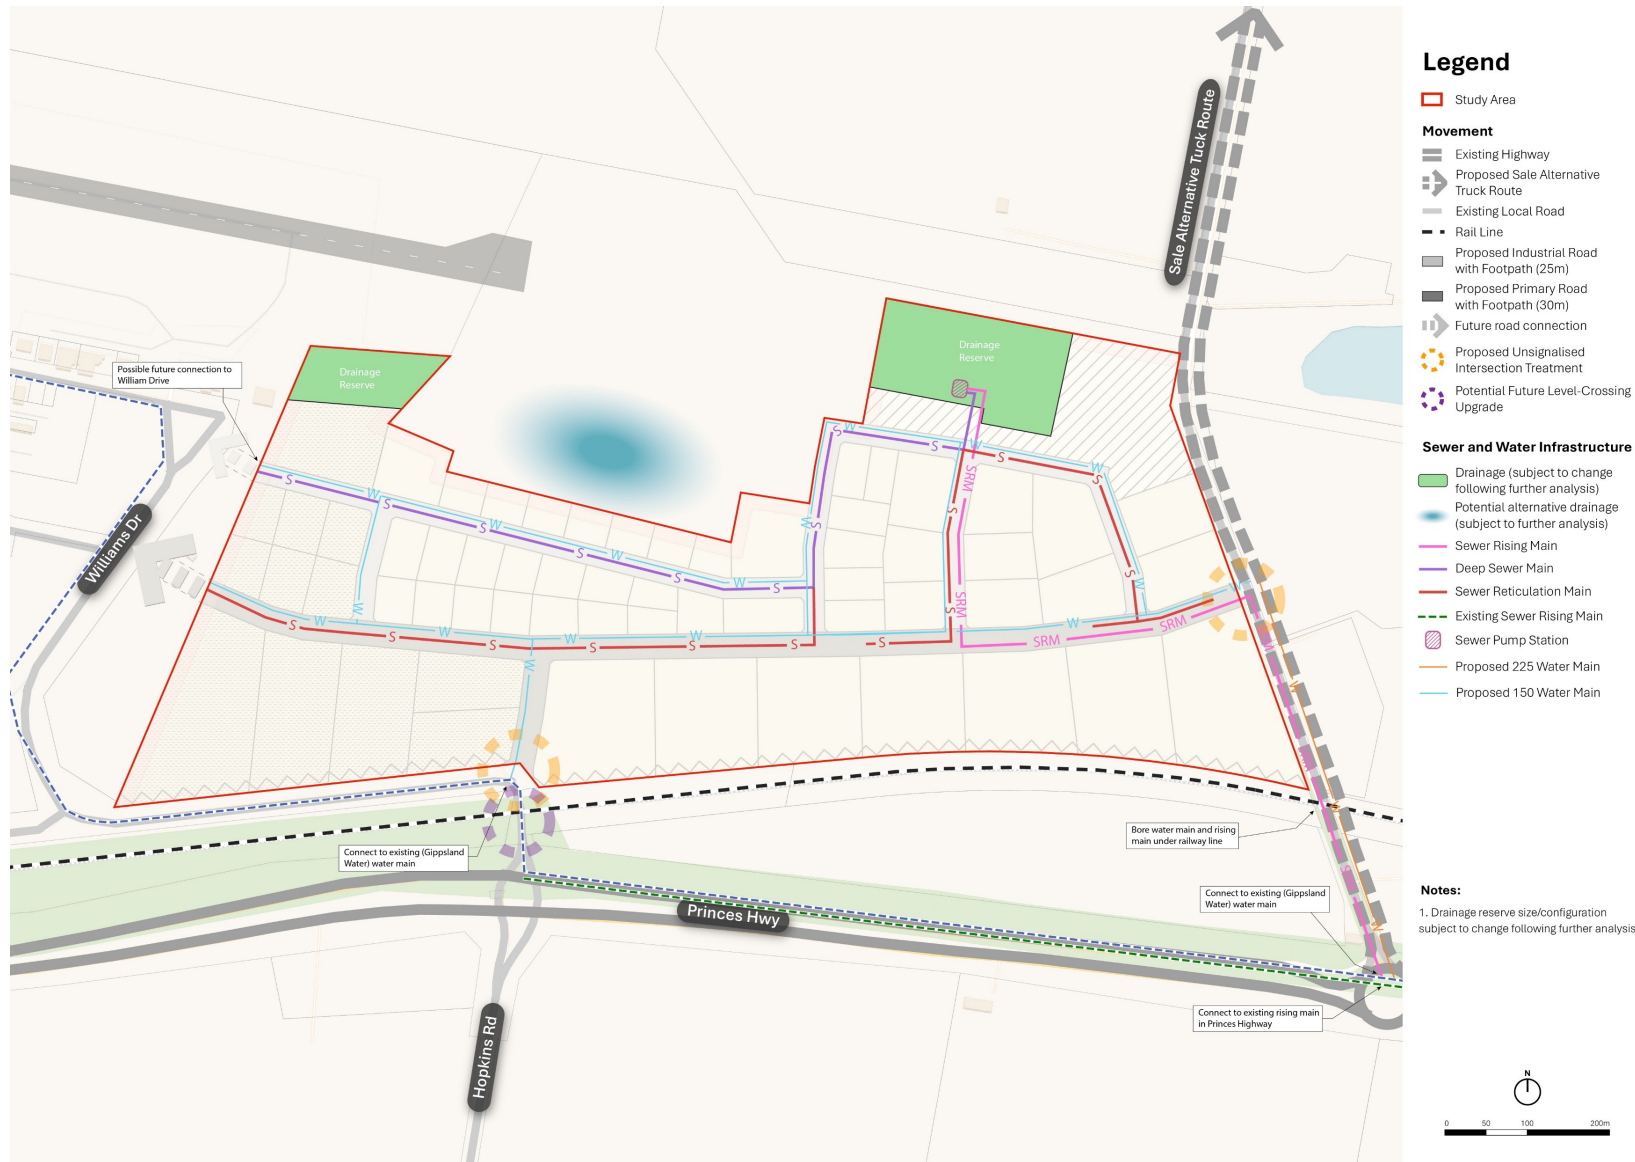 Sale Alternative Tuck Route
Drainage
Reserve
Drainage
Reserve
Possible future connection to
William Drive
Williams Dr
S
W
S
W
S
W
S
W
S
W
S
W
S
W
S
W
S
W
S
W
S
W
S
SRM
S
SRM
S
W
S
W
S
W
S
W
S
W
S
W
S
W
S
W
S
S
SRM
SRM
W
W
Connect to existing (Gippsland
Water) water main
Bore water main and rising
main under railway line
Connect to existing (Gippsland
Water) water main
Connect to existing rising main
in Princes Highway
Princes Hwy
Hopkins Rd
Legend
Study Area
Movement
Existing Highway
Proposed Sale Alternative
Truck Route
Existing Local Road
Rail Line
Proposed Industrial Road
with Footpath (25m)
Proposed Primary Road
with Footpath (30m)
Future road connection
Proposed Unsignalised
Intersection Treatment
Potential Future Level-Crossing
Upgrade
Sewer and Water Infrastructure
Drainage (subject to change
following further analysis)
Potential alternative drainage
(subject to further analysis)
Sewer Rising Main
Deep Sewer Main
Sewer Reticulation Main
Existing Sewer Rising Main
Sewer Pump Station
Proposed 225 Water Main
Proposed 150 Water Main
Notes:
1. Drainage reserve size/configuration
subject to change following further analysis
N
0 50 100 200m